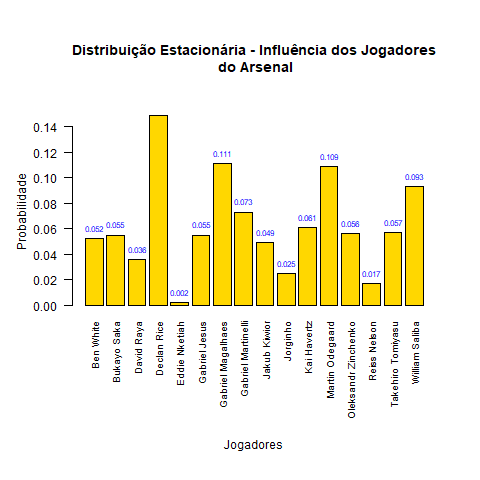 Distribuição Estacionária - Influência dos Jogadores
do Arsenal
Probabilidade
0.14
0.12
0.10
0.08
0.06
0.04
0.02
0.00
0.052
0.055
0.036
0.002
0.055
0.111
0.073
0.049
0.025
0.061
0.109
0.056
0.017
0.057
0.093
Ben White
Bukayo Saka
David Raya
Declan Rice
Eddie Nketiah
Gabriel Jesus
Gabriel Magalhaes
Gabriel Martinelli
Jakub Kiwior
Jorginho
Kai Havertz
Martin Odegaard
Oleksandr Zinchenko
Reiss Nelson
Takehiro Tomiyasu
William Saliba
Jogadores